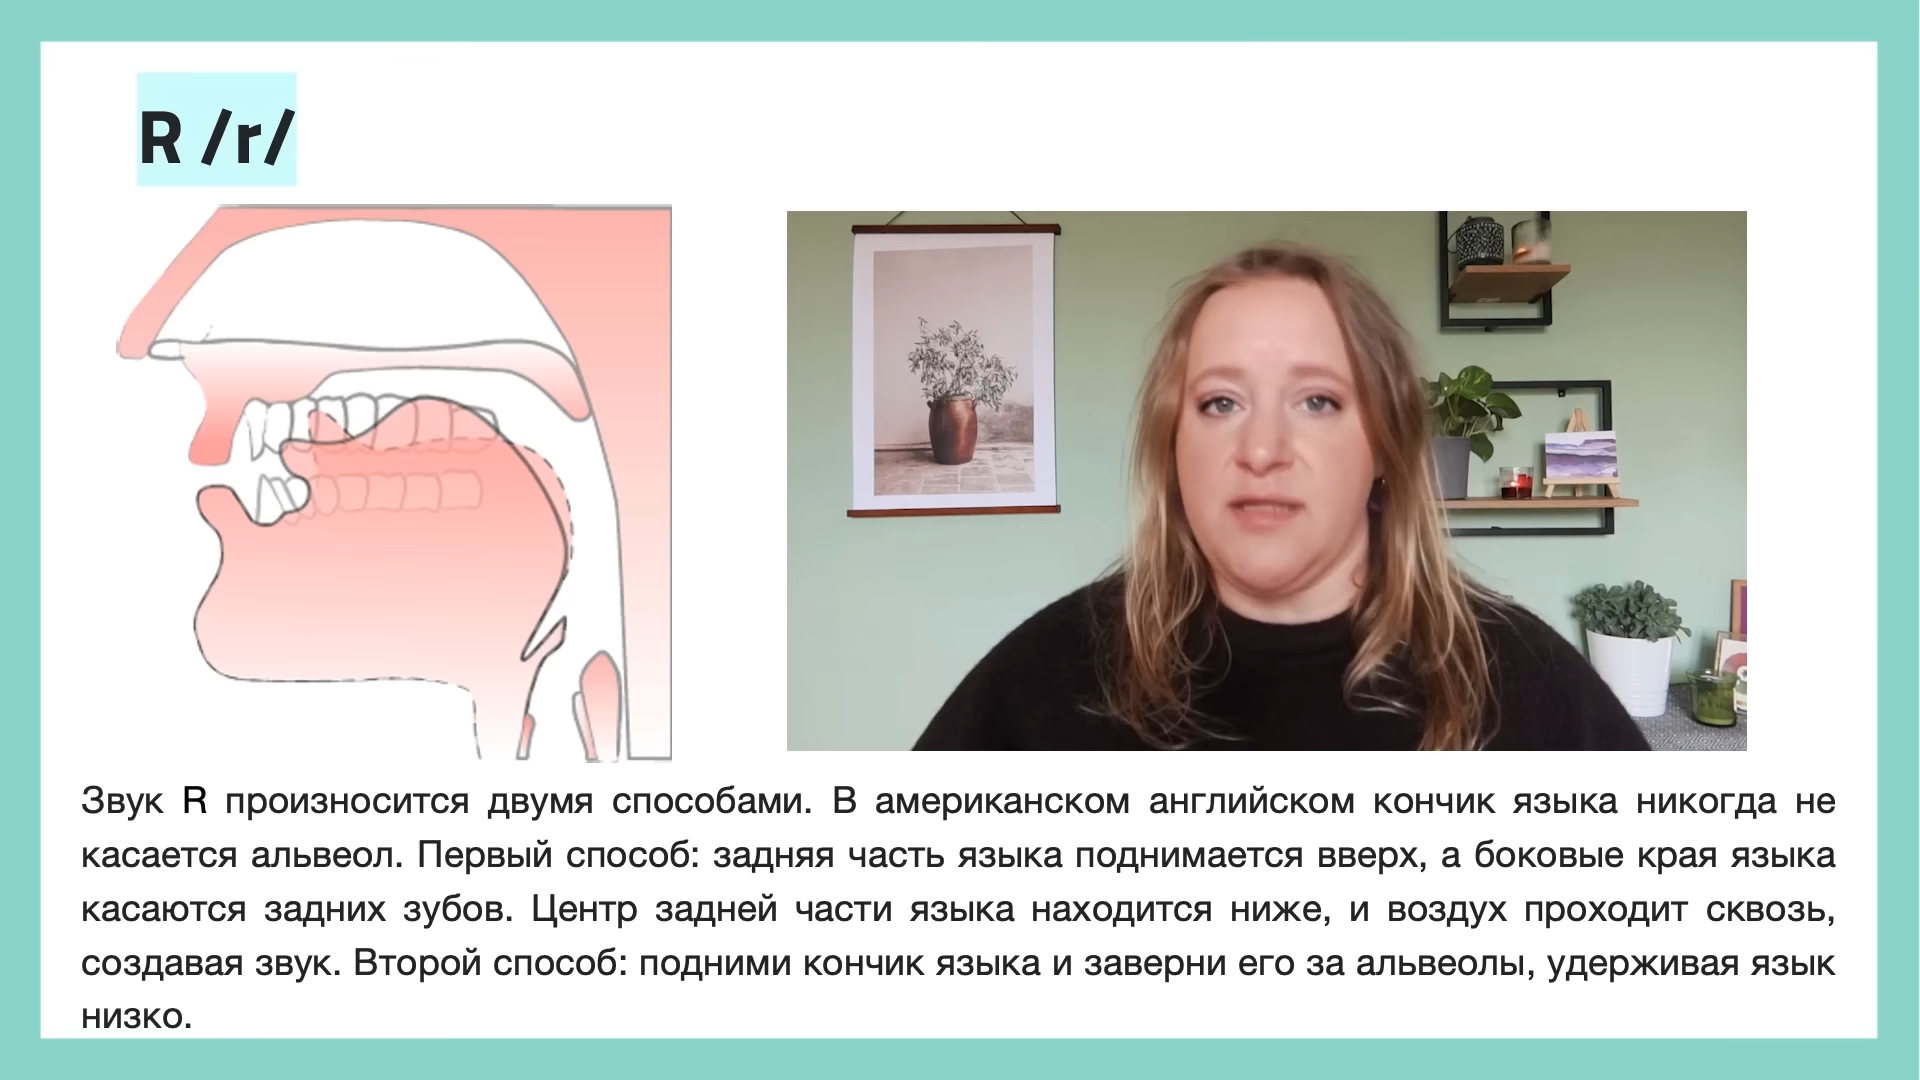 R /r/
Звук R произносится двумя способами. В американском английском кончик языка никогда не
касается альвеол. Первый способ: задняя часть языка поднимается вверх, а боковые края языка
касаются задних зубов. Центр задней части языка находится ниже, и воздух проходит сквозь,
создавая звук. Второй способ: подними кончик языка и заверни его за альвеолы, удерживая язык
низко.